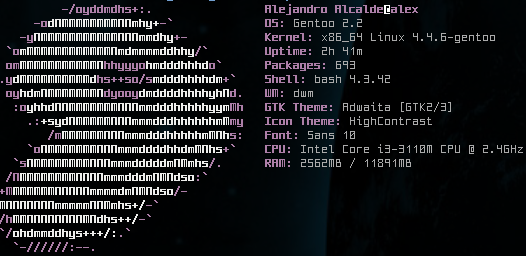 Alejandro Alcalde@alex
OS: Gentoo 2.2
Kernel: x86_64 Linux 4.4.6-gentoo
Uptime: 2h 41m
Packages: 693
Shell: bash 4.3.42
WM: dwm
GTK Theme: Adwaita [GTK2/3]
Icon Theme: HighContrast
Font: Sans 10
CPU: Intel Core i3-3110M CPU @ 2.4GHz
RAM: 2562MB / 11891MB